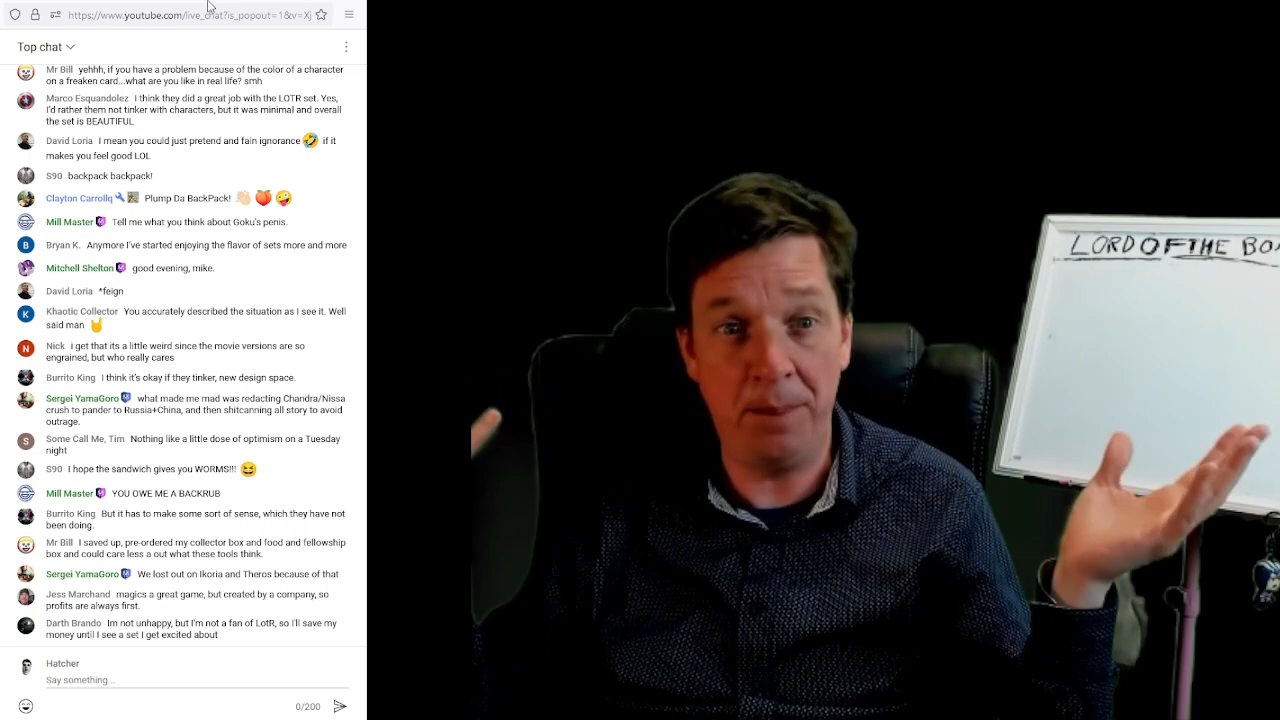 https://www.youtube.com/live_chat?is_popout=1&v=Xj
Top chat
Mr Bill yehhh, if you have a problem because of the color of a character
on a freaken card...what are you like in real life? smh
Marco Esquandolez I think they did a great job with the LOTR set. Yes,
I'd rather them not tinker with characters, but it was minimal and overall
the set is BEAUTIFUL
David Loria I mean you could just pretend and fain ignorance 🤣 if it
makes you feel good LOL
S90 backpack backpack!
Clayton Carrollq Plump Da BackPack! 👏🏻 🍑 🤪
Mill Master Tell me what you think about Goku's penis.
Bryan K. Anymore I've started enjoying the flavor of sets more and more
Mitchell Shelton good evening, mike.
David Loria *feign
Khaotic Collector You accurately described the situation as I see it. Well
said man 🤘
Nick i get that its a little weird since the movie versions are so
engrained, but who really cares
Burrito King I think it's okay if they tinker, new design space.
Sergei YamaGoro what made me mad was redacting Chandra/Nissa
crush to pander to Russia+China, and then shitcanning all story to avoid
outrage.
Some Call Me, Tim Nothing like a little dose of optimism on a Tuesday
night
S90 I hope the sandwich gives you WORMS!!! 😆
Mill Master YOU OWE ME A BACKRUB
Burrito King But it has to make some sort of sense, which they have not
been doing.
Mr Bill I saved up, pre-ordered my collector box and food and fellowship
box and could care less a out what these tools think.
Sergei YamaGoro We lost out on Ikoria and Theros because of that
Jess Marchand magics a great game, but created by a company, so
profits are always first.
Darth Brando Im not unhappy, but I'm not a fan of LotR, so I'll save my
money until I see a set I get excited about
Hatcher
Say something...
0/200
LORD OF THE BO